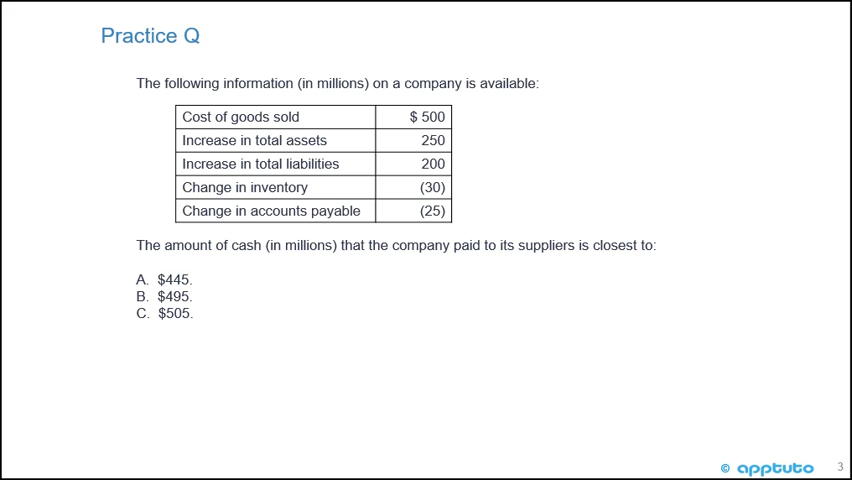 Practice Q
The following information (in millions) on a company is available:
Cost of goods sold $ 500
Increase in total assets 250
Increase in total liabilities 200
Change in inventory (30)
Change in accounts payable (25)
The amount of cash (in millions) that the company paid to its suppliers is closest to:
A. $445.
B. $495.
C. $505.
© apptuto 3